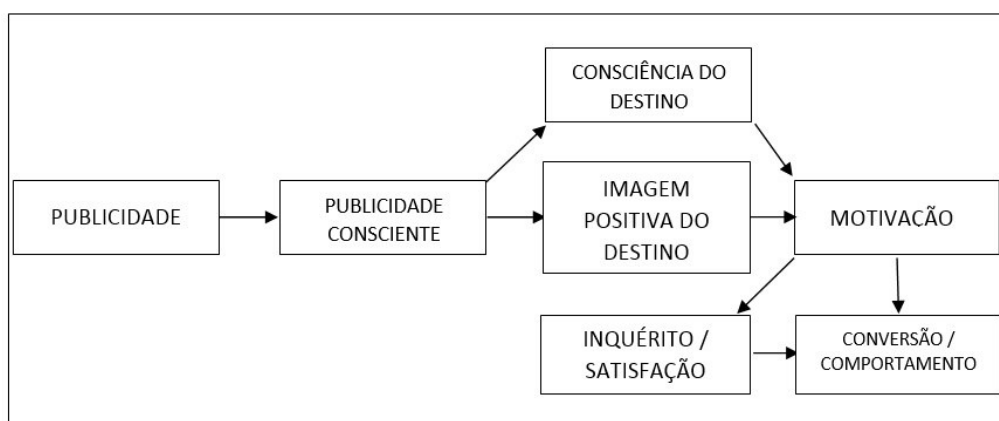 CONSCIÊNCIA DO
DESTINO
PUBLICIDADE
PUBLICIDADE
CONSCIENTE
IMAGEM
POSITIVA DO
DESTINO
MOTIVAÇÃO
INQUÉRITO /
SATISFAÇÃO
CONVERSÃO /
COMPORTAMENTO